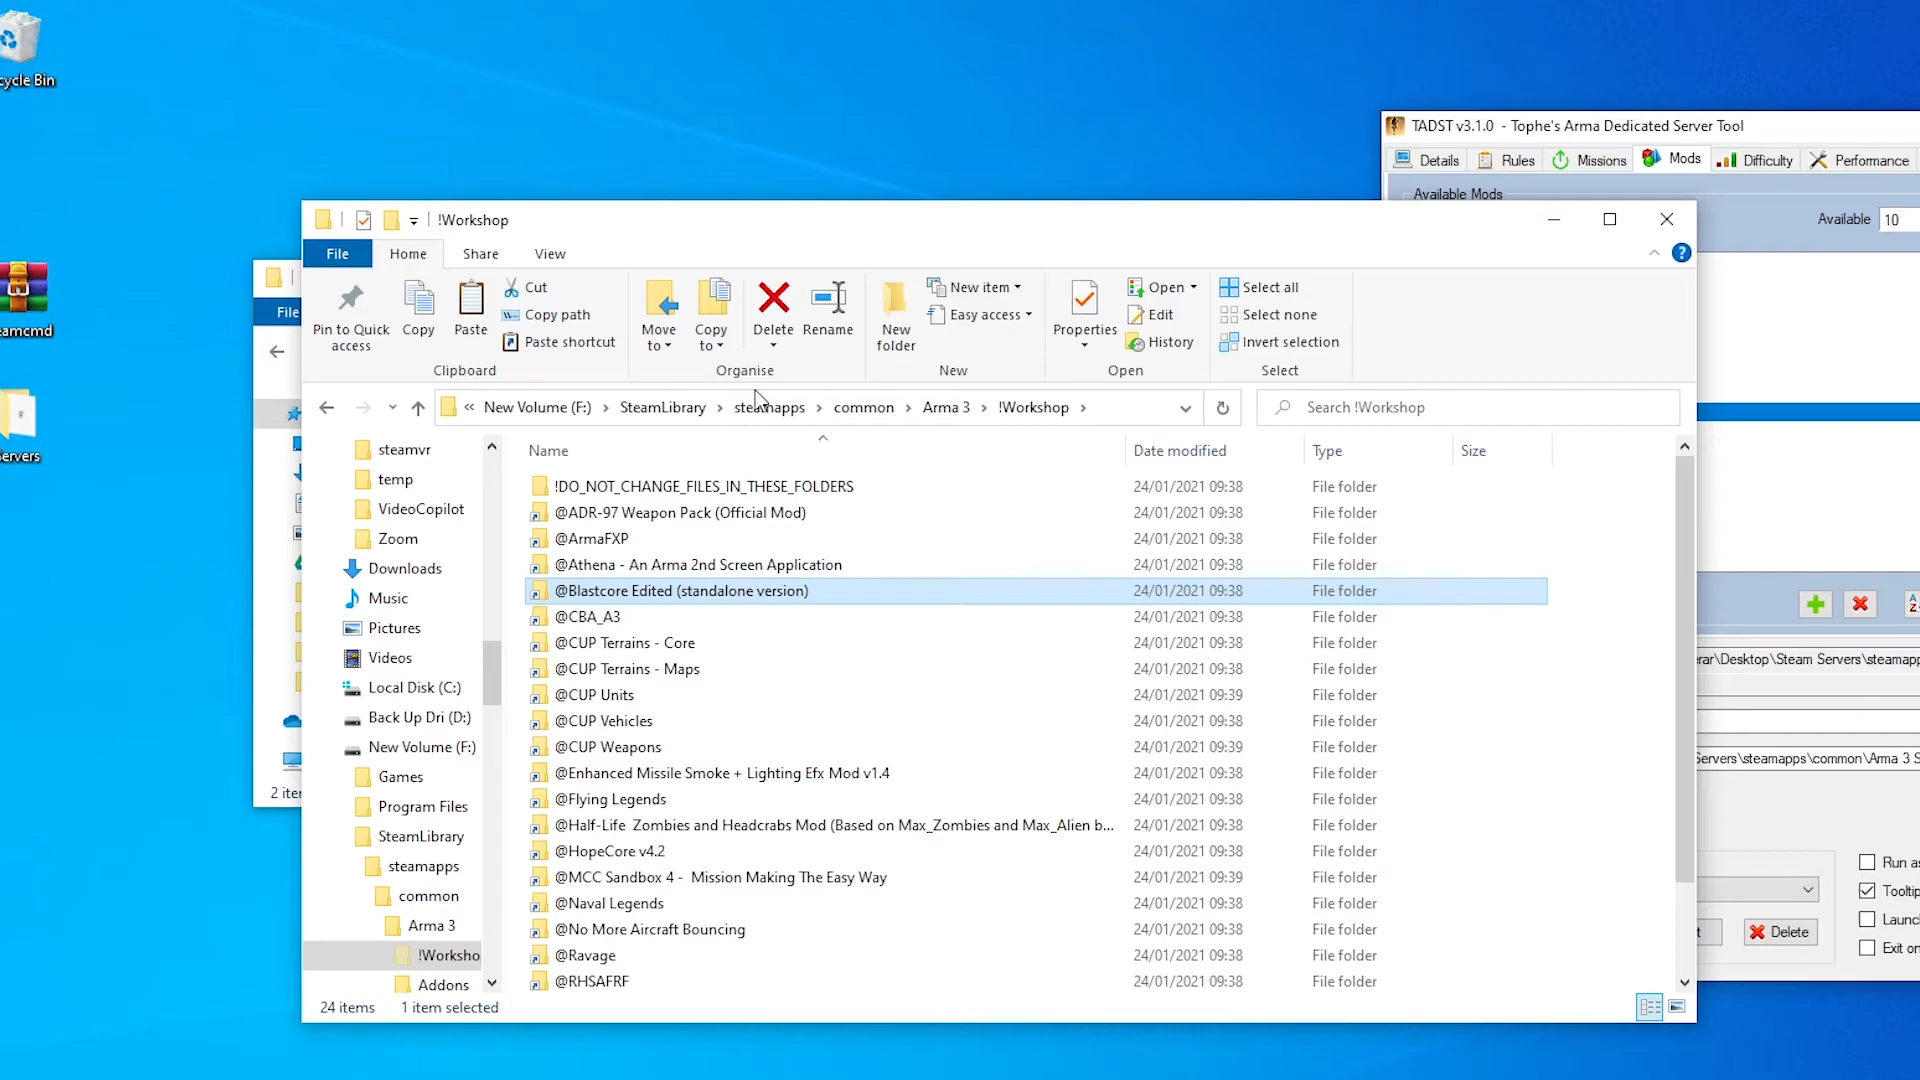 cycle Bin
eamcmd
ervers
TADST v3.1.0 - Tophe's Arma Dedicated Server Tool
Details Rules Missions Mods Difficulty Performance
Available Mods
Available 10
!Workshop
File Home Share View
File
Pin to Quick access
Copy
Paste
Cut
Copy path
Paste shortcut
Clipboard
Move to
Copy to
Delete
Rename
Organise
New folder
New item
Easy access
New
Properties
Open
Edit
History
Open
Select all
Select none
Invert selection
Select
« New Volume (F:) › SteamLibrary › steamapps › common › Arma 3 › !Workshop ›
Search !Workshop
steamvr
temp
VideoCopilot
Zoom
Downloads
Music
Pictures
Videos
Local Disk (C:)
Back Up Dri (D:)
New Volume (F:)
Games
Program Files
SteamLibrary
steamapps
common
Arma 3
!Worksho
Addons
Name Date modified Type Size
!DO_NOT_CHANGE_FILES_IN_THESE_FOLDERS 24/01/2021 09:38 File folder
@ADR-97 Weapon Pack (Official Mod) 24/01/2021 09:38 File folder
@ArmaFXP 24/01/2021 09:38 File folder
@Athena - An Arma 2nd Screen Application 24/01/2021 09:38 File folder
@Blastcore Edited (standalone version) 24/01/2021 09:38 File folder
@CBA_A3 24/01/2021 09:38 File folder
@CUP Terrains - Core 24/01/2021 09:38 File folder
@CUP Terrains - Maps 24/01/2021 09:38 File folder
@CUP Units 24/01/2021 09:39 File folder
@CUP Vehicles 24/01/2021 09:38 File folder
@CUP Weapons 24/01/2021 09:39 File folder
@Enhanced Missile Smoke + Lighting Efx Mod v1.4 24/01/2021 09:38 File folder
@Flying Legends 24/01/2021 09:38 File folder
@Half-Life Zombies and Headcrabs Mod (Based on Max_Zombies and Max_Alien b... 24/01/2021 09:38 File folder
@HopeCore v4.2 24/01/2021 09:38 File folder
@MCC Sandbox 4 - Mission Making The Easy Way 24/01/2021 09:39 File folder
@Naval Legends 24/01/2021 09:38 File folder
@No More Aircraft Bouncing 24/01/2021 09:38 File folder
@Ravage 24/01/2021 09:38 File folder
@RHSAFRF 24/01/2021 09:38 File folder
24 items 1 item selected
2 iter
erar\Desktop\Steam Servers\steamapp
Servers\steamapps\common\Arma 3 S
Run as
Tooltip
Launc
Exit on
t
Delete